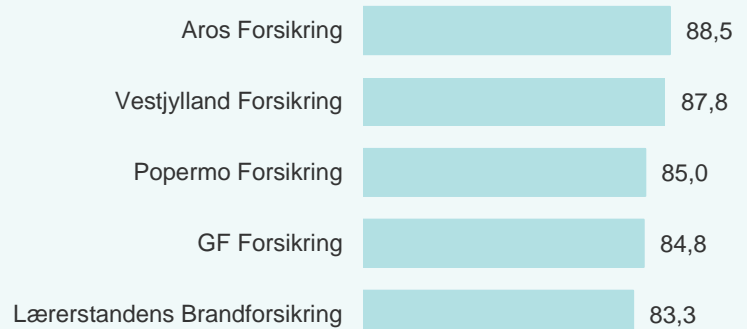 Aros Forsikring 88,5
Vestjylland Forsikring 87,8
Popermo Forsikring 85,0
GF Forsikring 84,8
Lærerstandens Brandforsikring 83,3